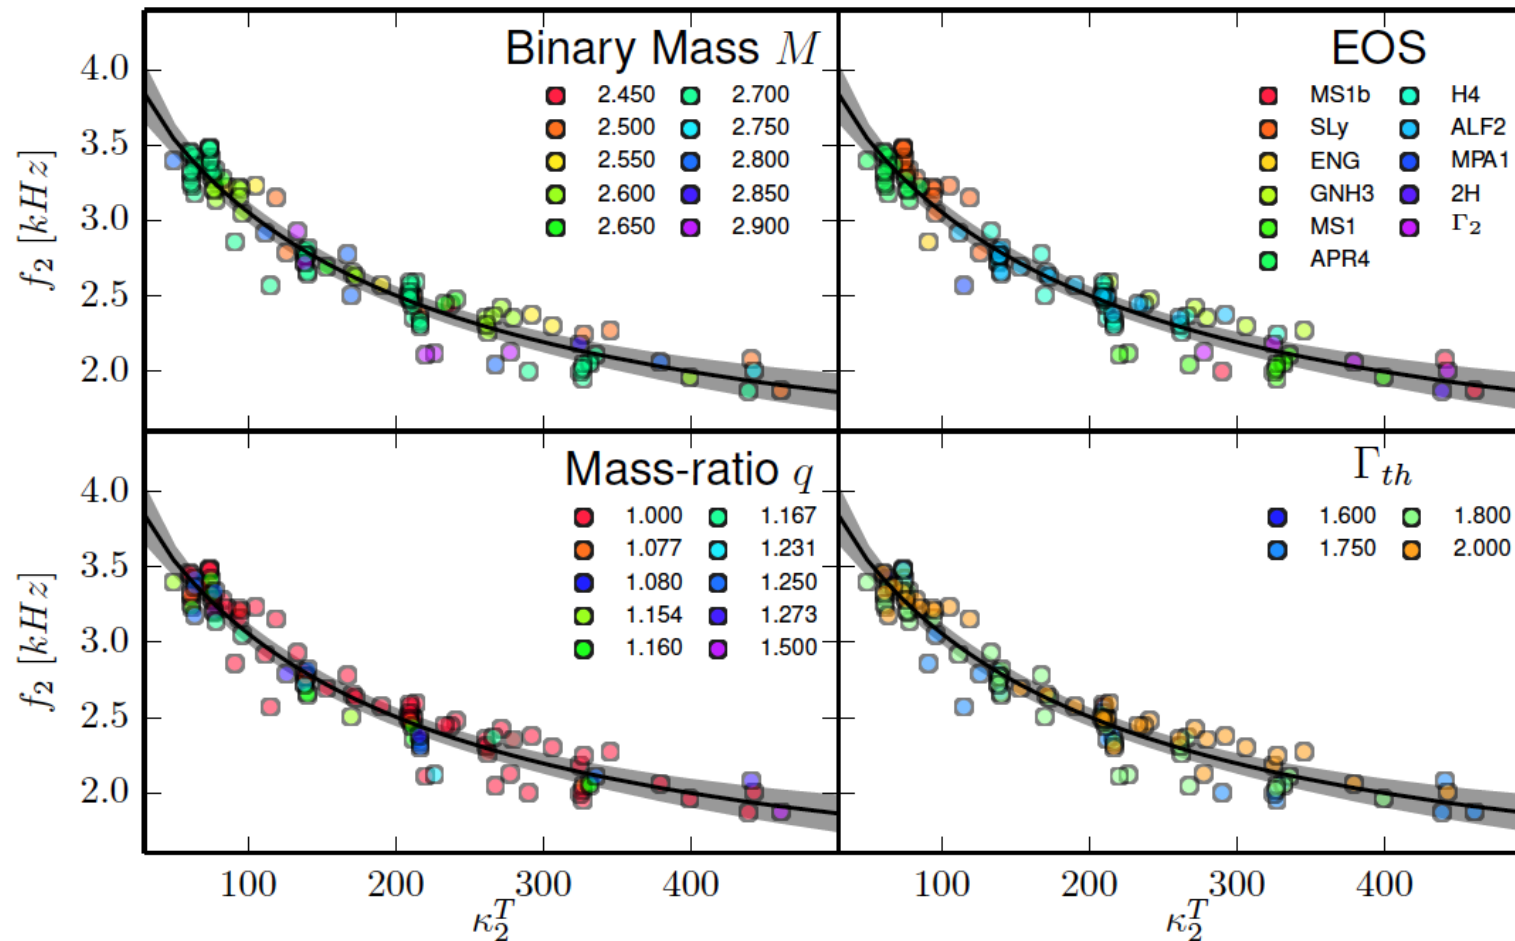 Binary Mass M
2.450 2.700
2.500 2.750
2.550 2.800
2.600 2.850
2.650 2.900
4.0
3.5
3.0
2.5
2.0
f₂ [kHz]
EOS
MS1b H4
SLy ALF2
ENG MPA1
GNH3 2H
MS1 Γ₂
APR4
Mass-ratio q
1.000 1.167
1.077 1.231
1.080 1.250
1.154 1.273
1.160 1.500
4.0
3.5
3.0
2.5
2.0
f₂ [kHz]
100 200 300 400
κ₂ᵀ
Γ_th
1.600 1.800
1.750 2.000
100 200 300 400
κ₂ᵀ